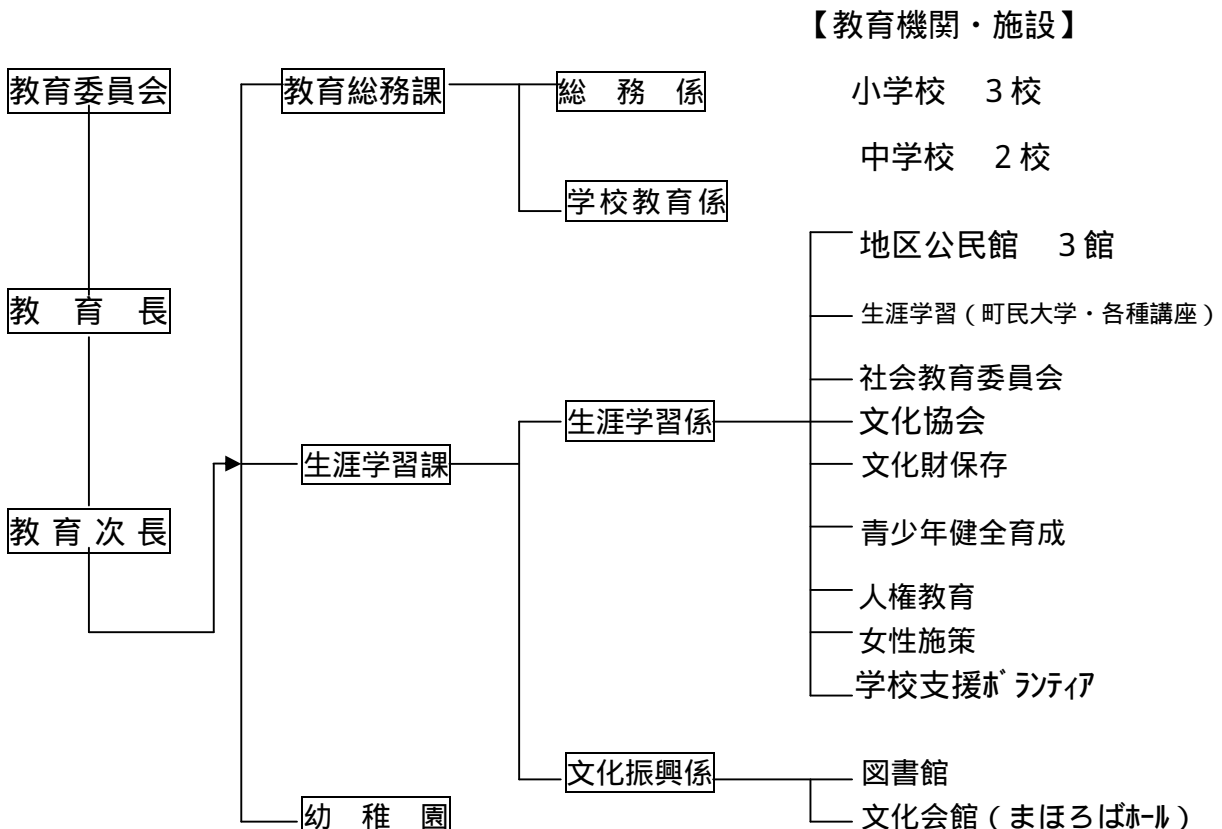 【教育機関・施設】
教育委員会 教育総務課 総　務　係 小学校　３校
中学校　２校
学校教育係
地区公民館　３館
教　育　長
生涯学習（町民大学・各種講座）
社会教育委員会
生涯学習係 文化協会
生涯学習課 文化財保存
教 育 次 長 青少年健全育成
人権教育
女性施策
学校支援ﾎﾞﾗﾝﾃｨｱ
文化振興係 図書館
幼　稚　園 文化会館（まほろばﾎｰﾙ）